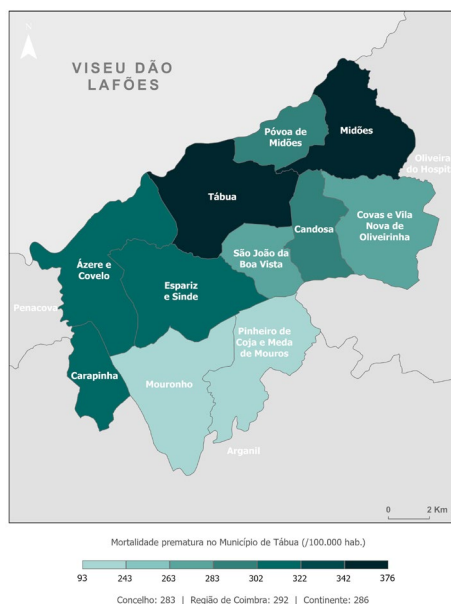 N
VISEU DÃO
LAFÕES
Póvoa de
Midões
Midões
Oliveira
do Hospit
Tábua
Covas e Vila
Nova de
Oliveirinha
Candosa
São João da
Boa Vista
Ázere e
Covelo
Espariz
e Sinde
Penacova
Pinheiro de
Coja e Meda
de Mouros
Carapinha
Mouronho
Arganil
0 2 Km
Mortalidade prematura no Município de Tábua (/100.000 hab.)
93 243 263 283 302 322 342 376
Concelho: 283 | Região de Coimbra: 292 | Continente: 286